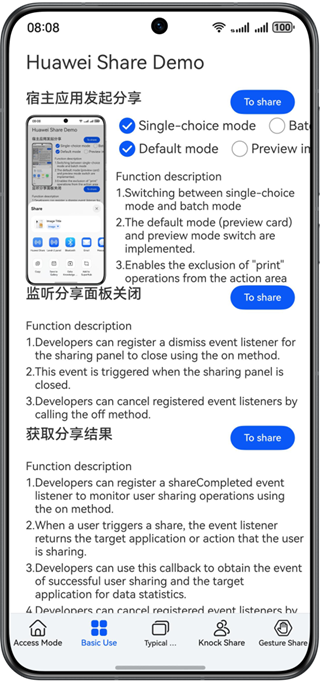 08:08
100
Huawei Share Demo
宿主应用发起分享
To share
Huawei Share Demo
Share
Single-choice mode
Batc
Default mode
Preview m
Function description
1.Switching between single-choice
mode and batch mode
2.The default mode (preview card)
and preview mode switch are
implemented.
3.Enables the exclusion of "print"
operations from the action area
监听分享面板关闭
To share
Function description
1.Developers can register a dismiss event listener for
the sharing panel to close using the on method.
2.This event is triggered when the sharing panel is
closed.
3.Developers can cancel registered event listeners by
calling the off method.
获取分享结果
To share
Function description
1.Developers can register a shareCompleted event
listener to monitor user sharing operations using
the on method.
2.When a user triggers a share, the event listener
returns the target application or action that the user
is sharing.
3.Developers can use this callback to obtain the event
of successful user sharing and the target
application for data statistics.
4.Developers can cancel registered event listeners by
Access Mode
Basic Use
Typical ...
Knock Share
Gesture Share